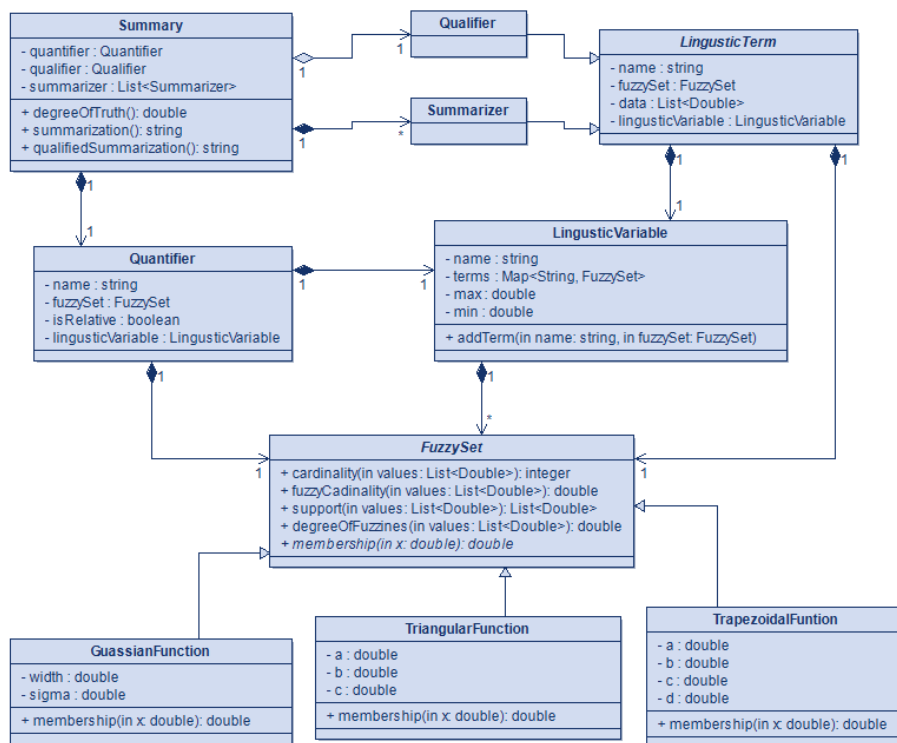 Summary
- quantifier : Quantifier
- qualifier : Qualifier
- summarizer : List<Summarizer>
+ degreeOfTruth(): double
+ summarization(): string
+ qualifiedSummarization(): string
1
1
Qualifier
1
*
Summarizer
LingusticTerm
- name : string
- fuzzySet : FuzzySet
- data : List<Double>
- lingusticVariable : LingusticVariable
1
1
1
1
1
Quantifier
- name : string
- fuzzySet : FuzzySet
- isRelative : boolean
- lingusticVariable : LingusticVariable
1
1
LingusticVariable
- name : string
- terms : Map<String, FuzzySet>
- max : double
- min : double
+ addTerm(in name: string, in fuzzySet: FuzzySet)
1
1
*
1
1
FuzzySet
+ cardinality(in values: List<Double>): integer
+ fuzzyCadinality(in values: List<Double>): double
+ support(in values: List<Double>): List<Double>
+ degreeOfFuzzines(in values: List<Double>): double
+ membership(in x: double): double
GuassianFunction
- width : double
- sigma : double
+ membership(in x: double): double
TriangularFunction
- a : double
- b : double
- c : double
+ membership(in x: double): double
TrapezoidalFuntion
- a : double
- b : double
- c : double
- d : double
+ membership(in x: double): double